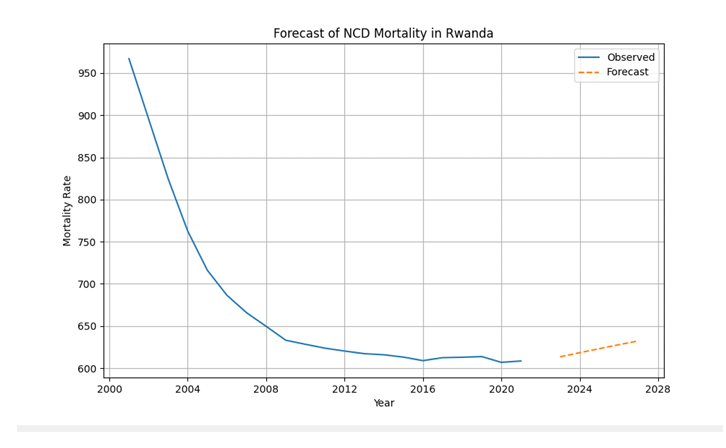 Forecast of NCD Mortality in Rwanda
Observed
Forecast
950
900
850
800
750
700
650
600
Mortality Rate
2000 2004 2008 2012 2016 2020 2024 2028
Year